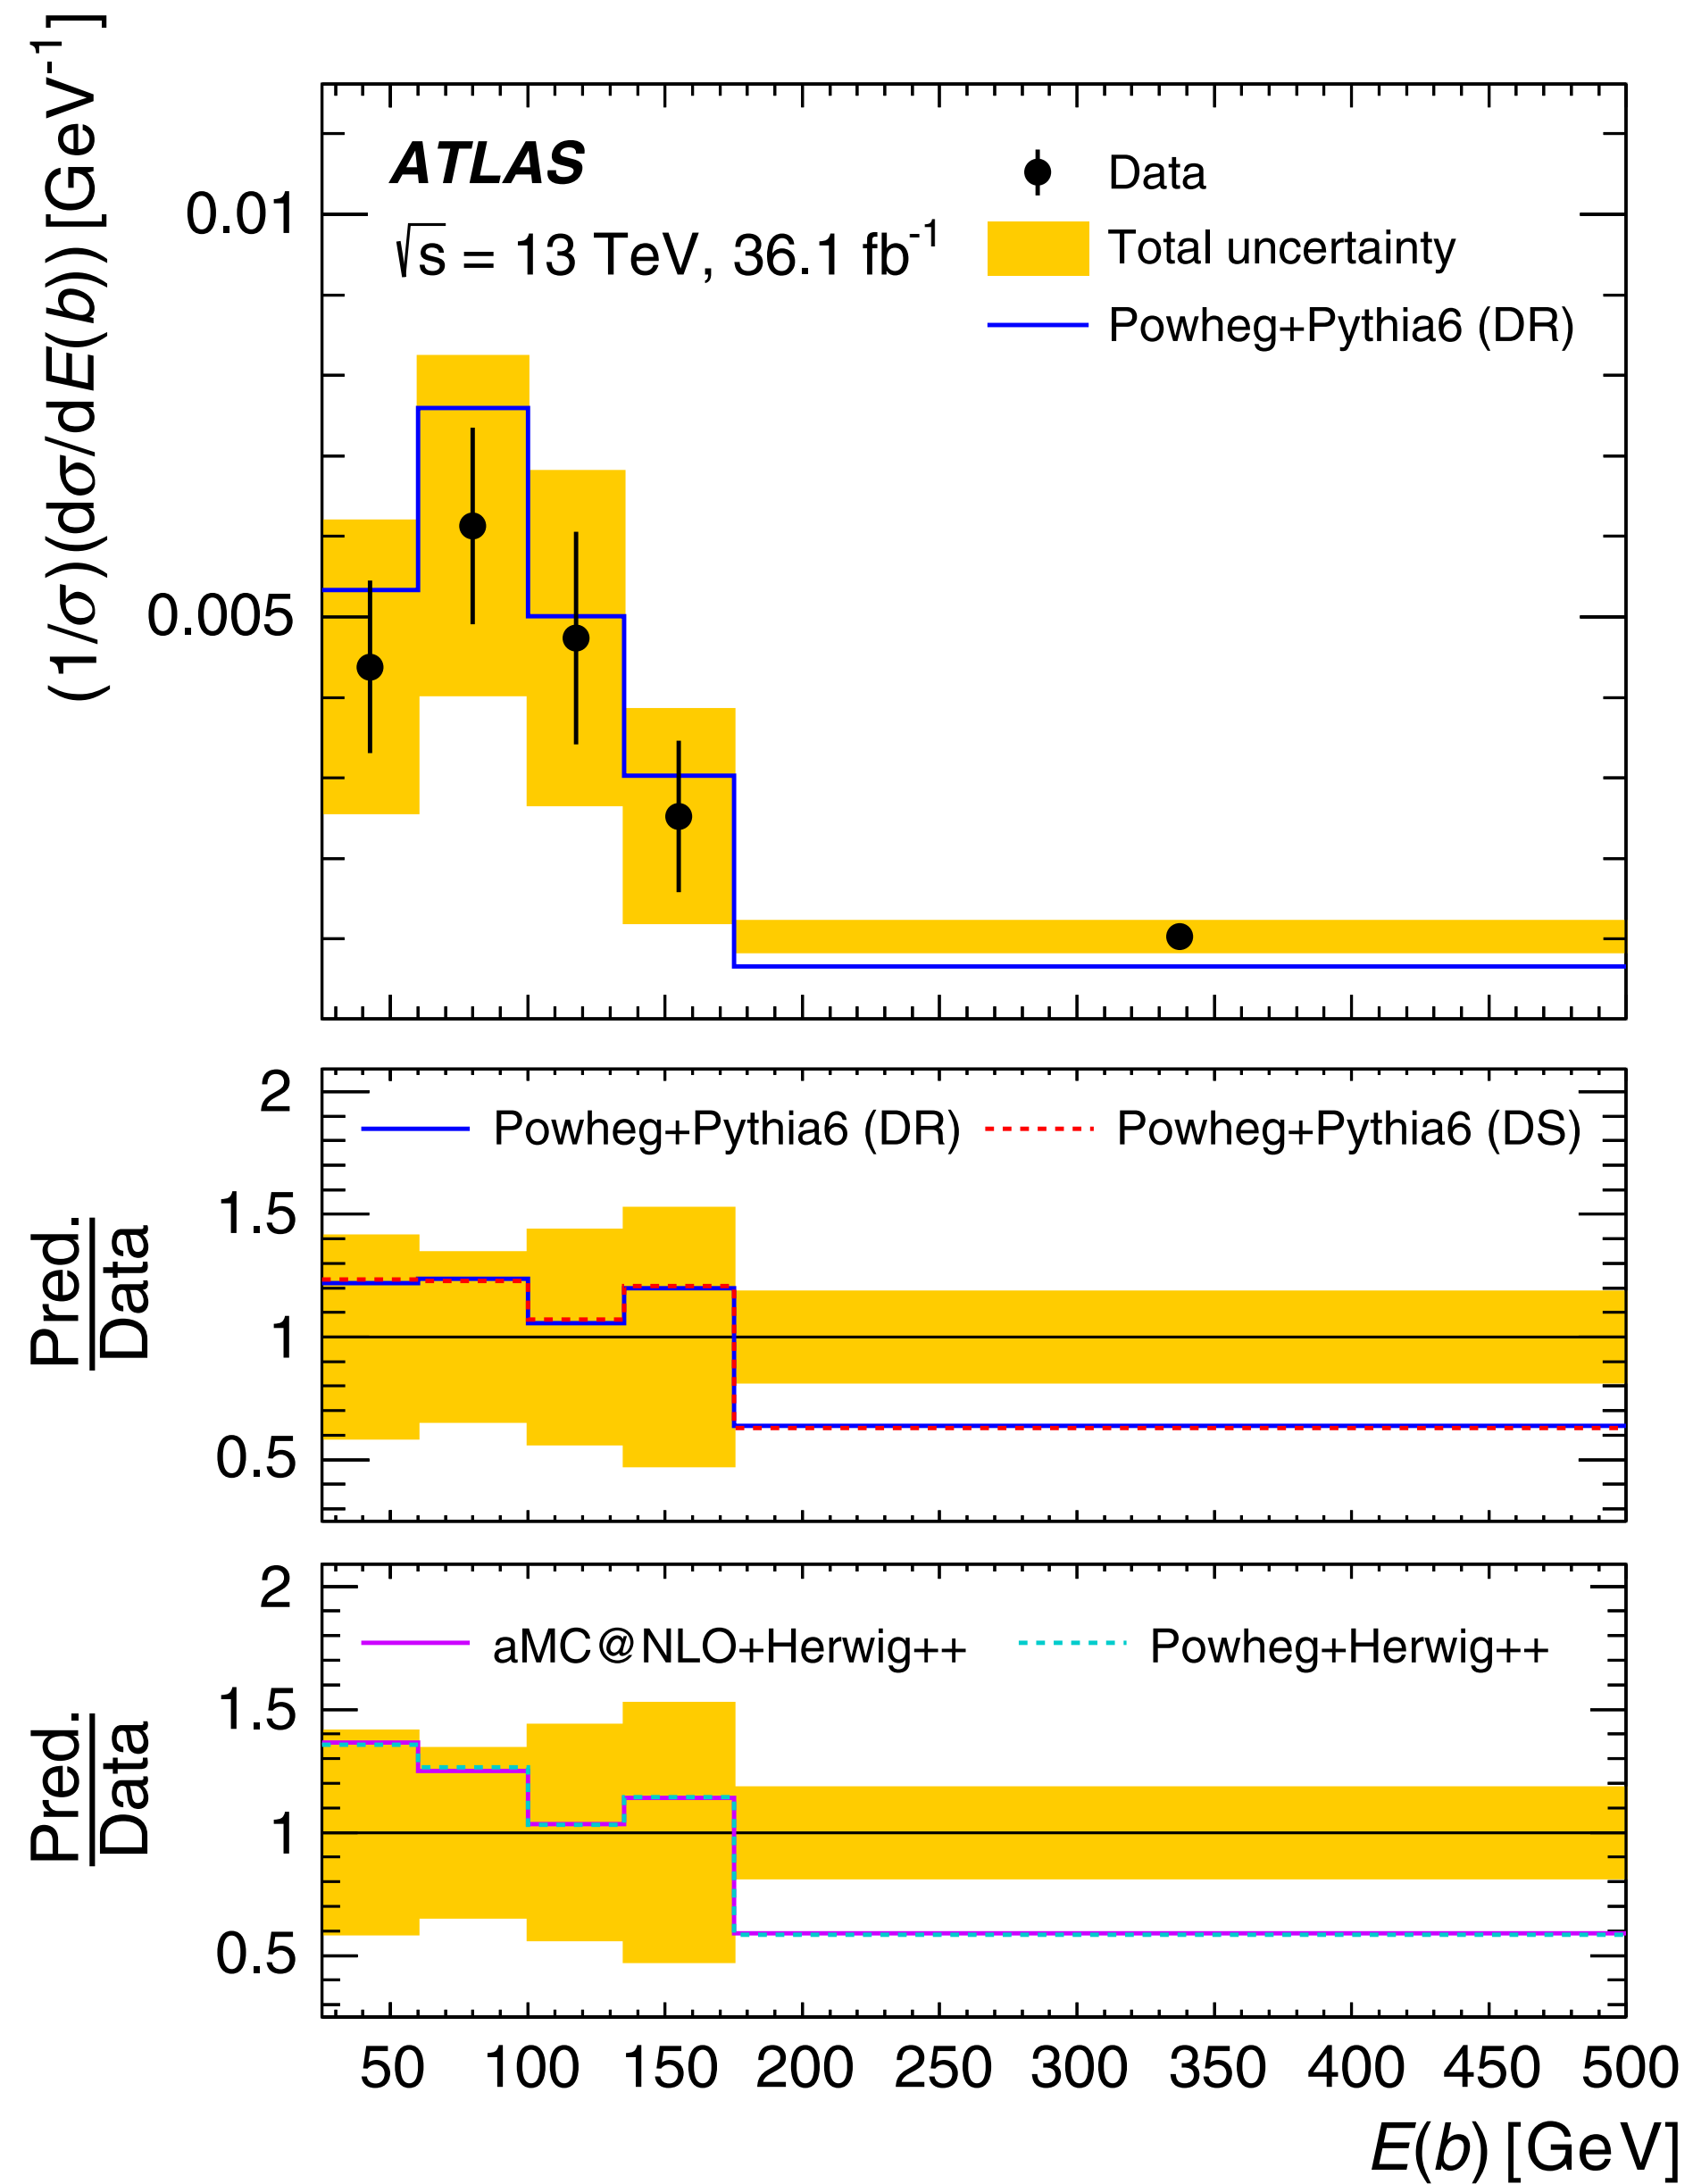 (1/σ)(dσ/dE(b)) [GeV⁻¹]
ATLAS
√s = 13 TeV, 36.1 fb⁻¹
Data
Total uncertainty
Powheg+Pythia6 (DR)
0.01
0.005
Pred.
Data
2
1.5
1
0.5
Powheg+Pythia6 (DR)
Powheg+Pythia6 (DS)
Pred.
Data
2
1.5
1
0.5
aMC@NLO+Herwig++
Powheg+Herwig++
50 100 150 200 250 300 350 400 450 500
E(b) [GeV]